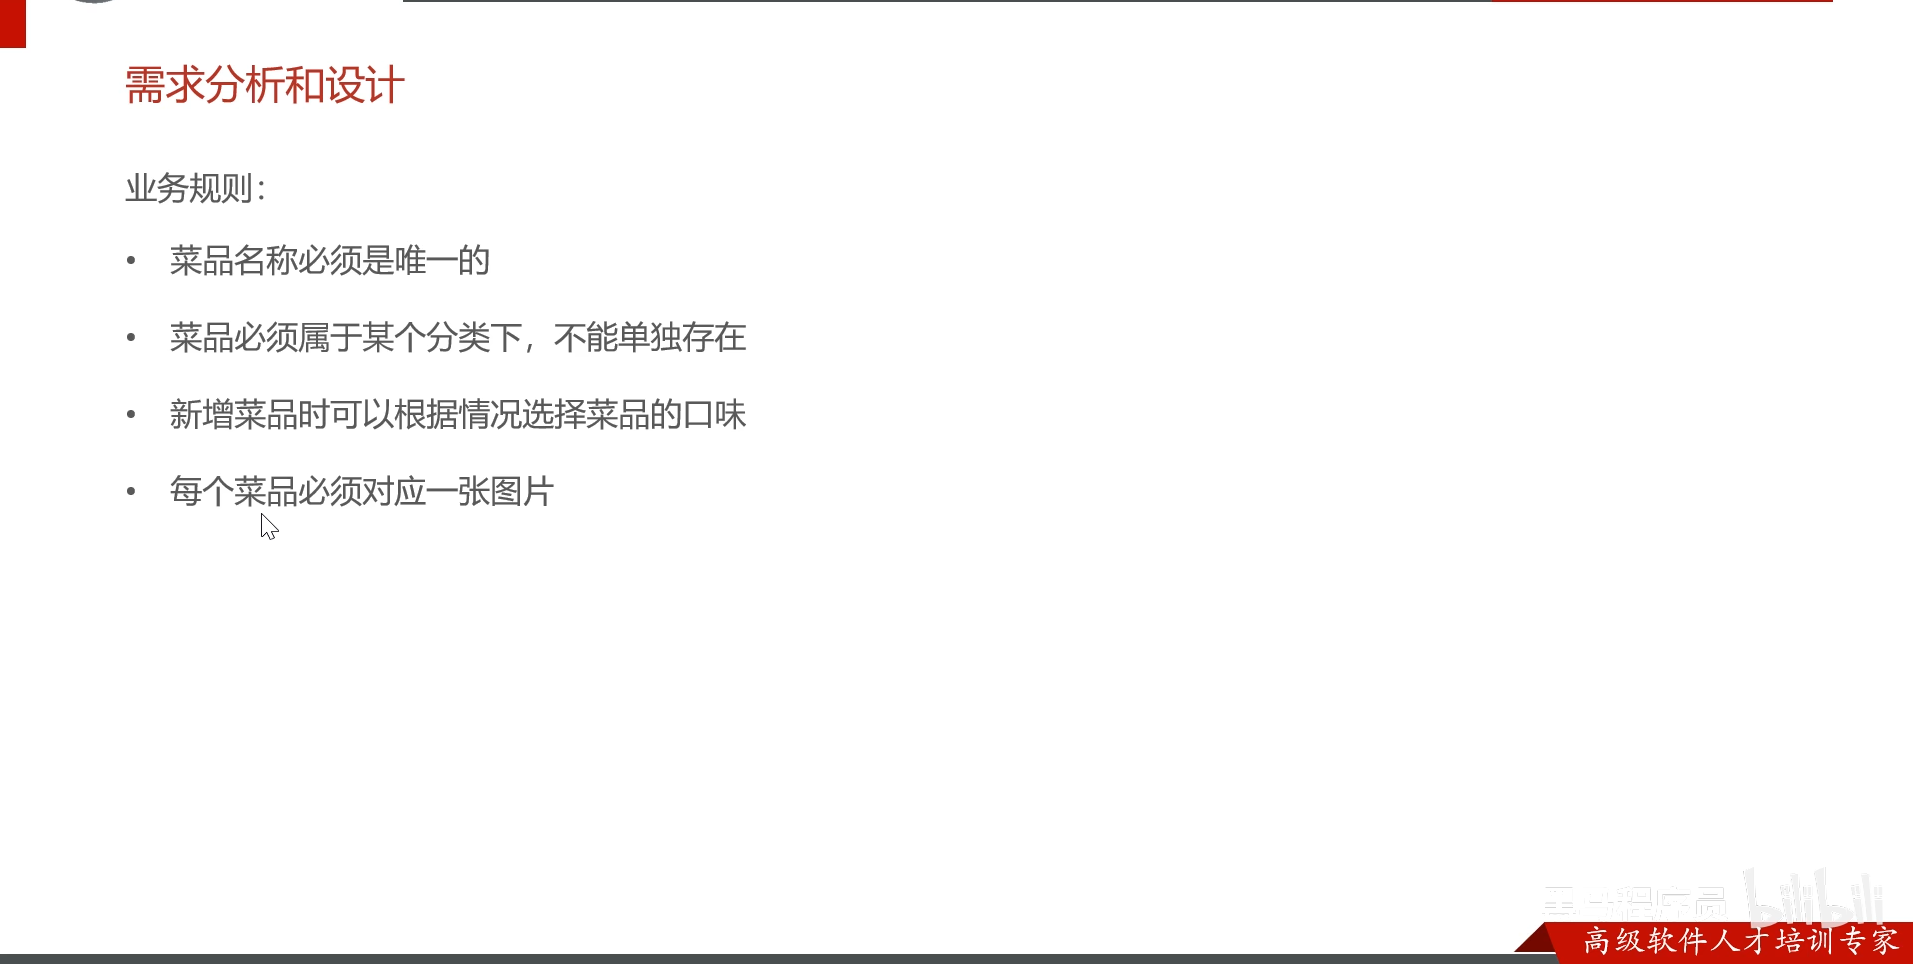 需求分析和设计
业务规则：
• 菜品名称必须是唯一的
• 菜品必须属于某个分类下，不能单独存在
• 新增菜品时可以根据情况选择菜品的口味
• 每个菜品必须对应一张图片
程序员 bilibili
高级软件人才培训专家